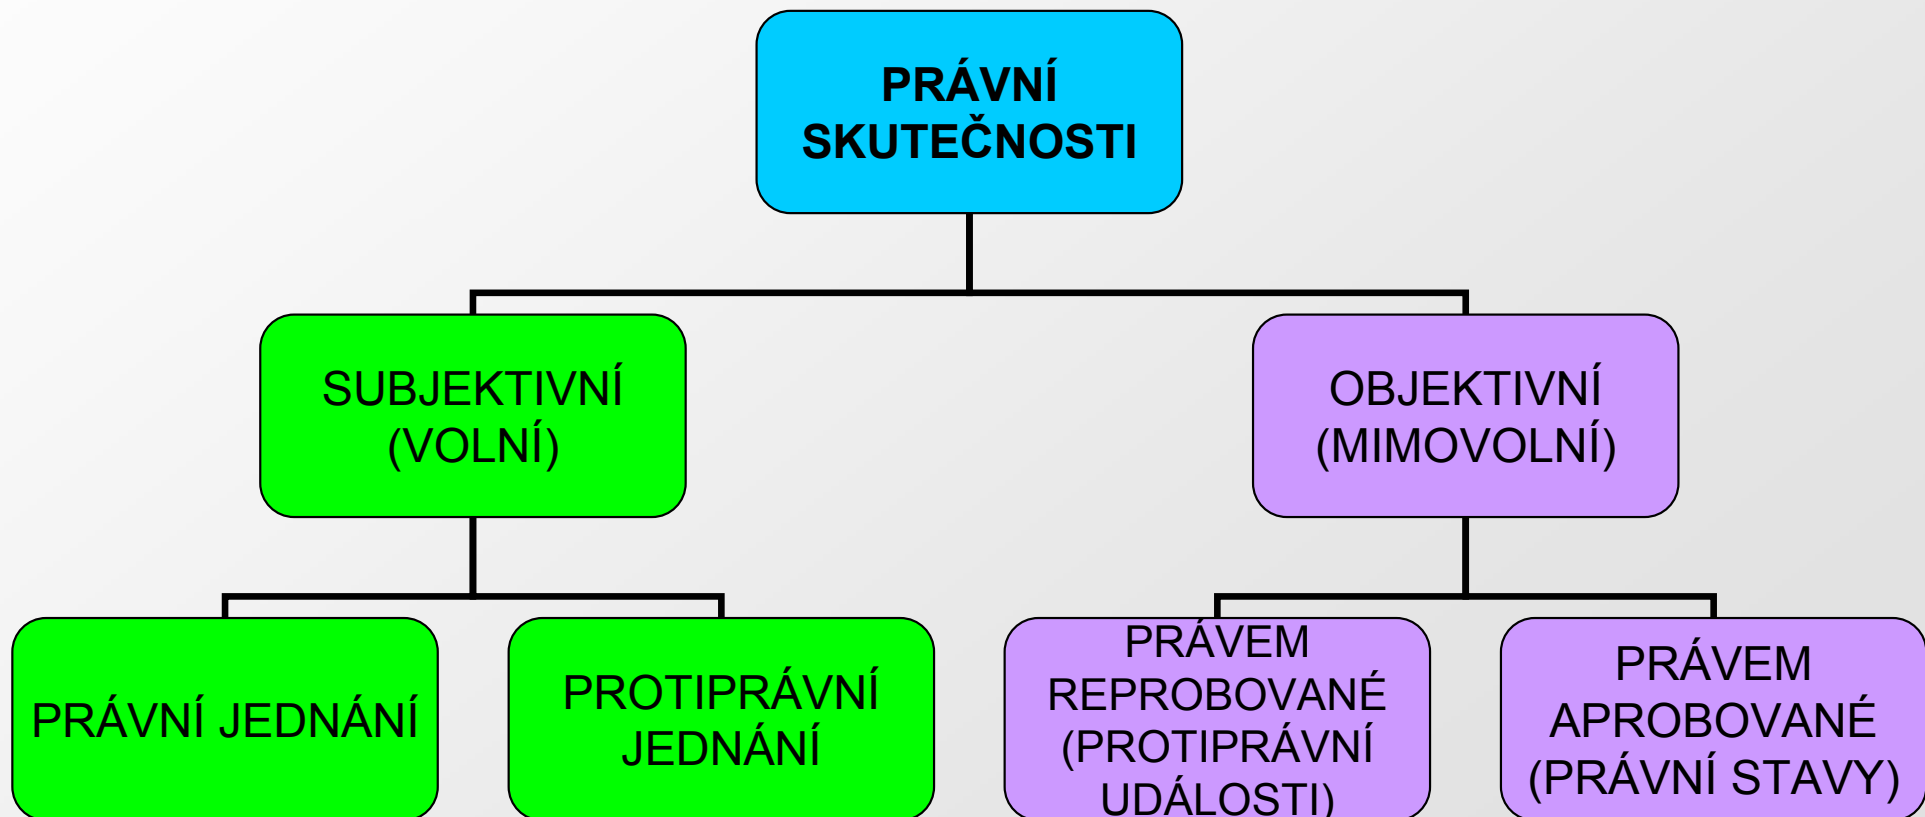 PRÁVNÍ
SKUTEČNOSTI
SUBJEKTIVNÍ
(VOLNÍ)
OBJEKTIVNÍ
(MIMOVOLNÍ)
PRÁVNÍ JEDNÁNÍ
PROTIPRÁVNÍ
JEDNÁNÍ
PRÁVEM
REPROBOVANÉ
(PROTIPRÁVNÍ
UDÁLOSTI)
PRÁVEM
APROBOVANÉ
(PRÁVNÍ STAVY)